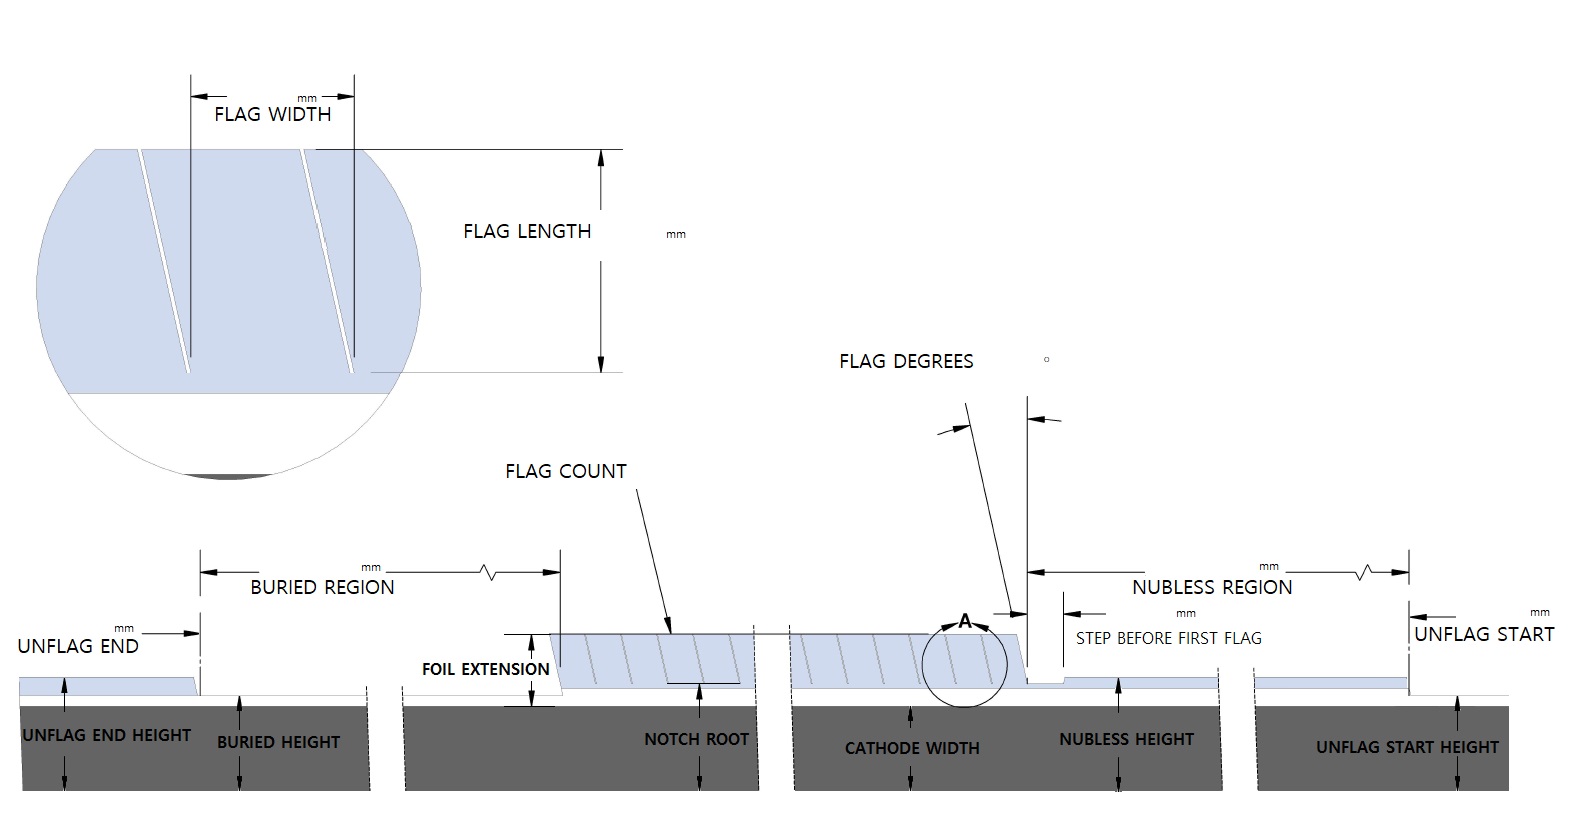 mm
FLAG WIDTH
FLAG LENGTH
mm
FLAG DEGREES
°
FLAG COUNT
mm
BURIED REGION
mm
NUBLESS REGION
mm
UNFLAG END
A
mm
STEP BEFORE FIRST FLAG
mm
UNFLAG START
FOIL EXTENSION
UNFLAG END HEIGHT
BURIED HEIGHT
NOTCH ROOT
CATHODE WIDTH
NUBLESS HEIGHT
UNFLAG START HEIGHT